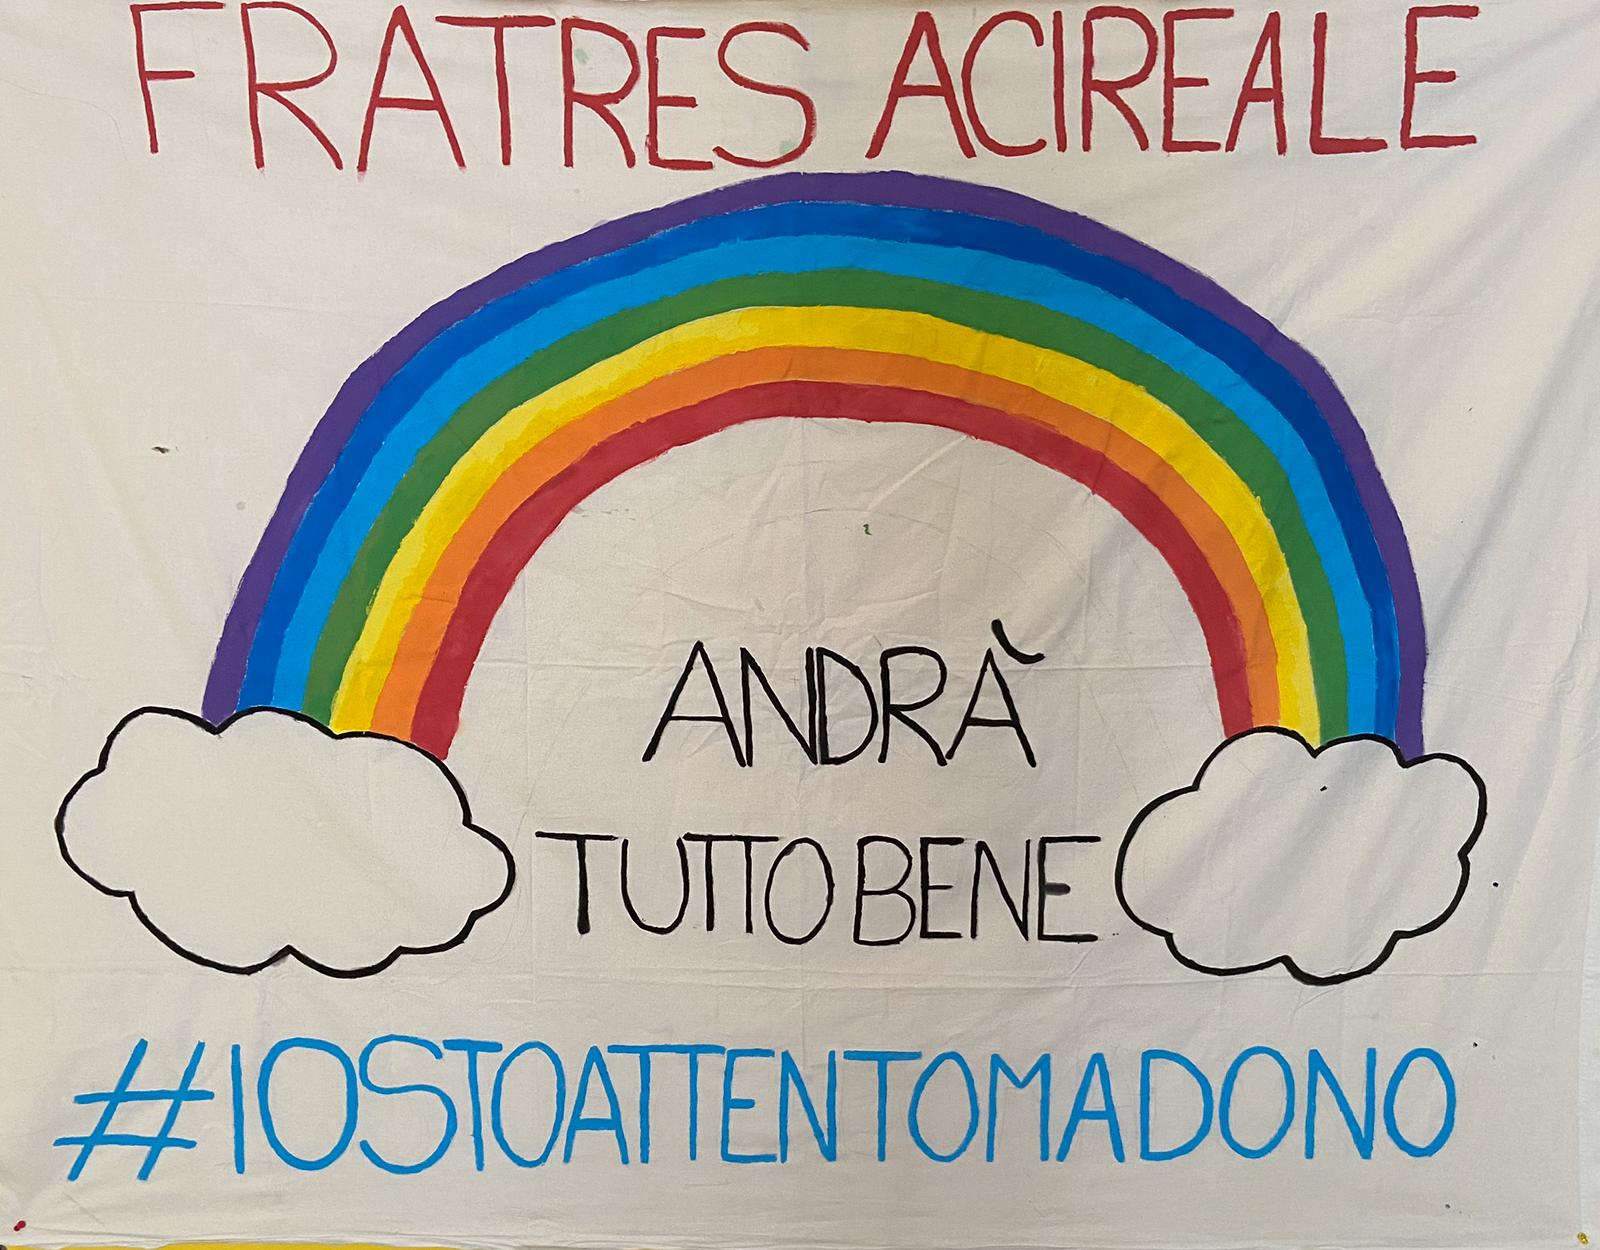 FRATRES ACIREALE
ANDRÀ
TUTTO BENE
#IOSTOATTENTOMADONO